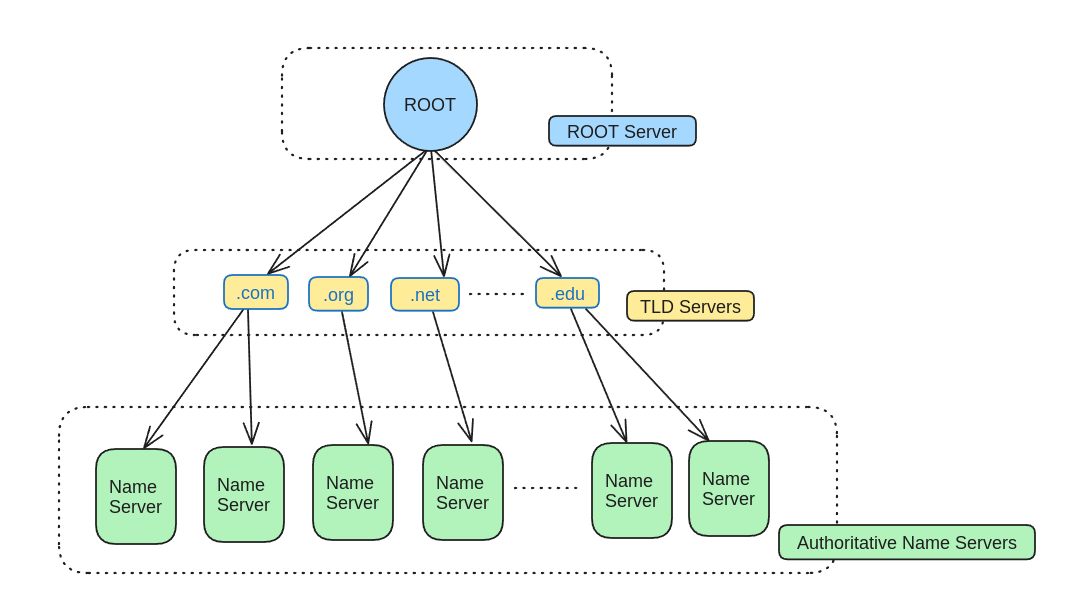 ROOT
ROOT Server
.com
.org
.net
.edu
TLD Servers
Name
Server
Name
Server
Name
Server
Name
Server
Name
Server
Name
Server
Authoritative Name Servers